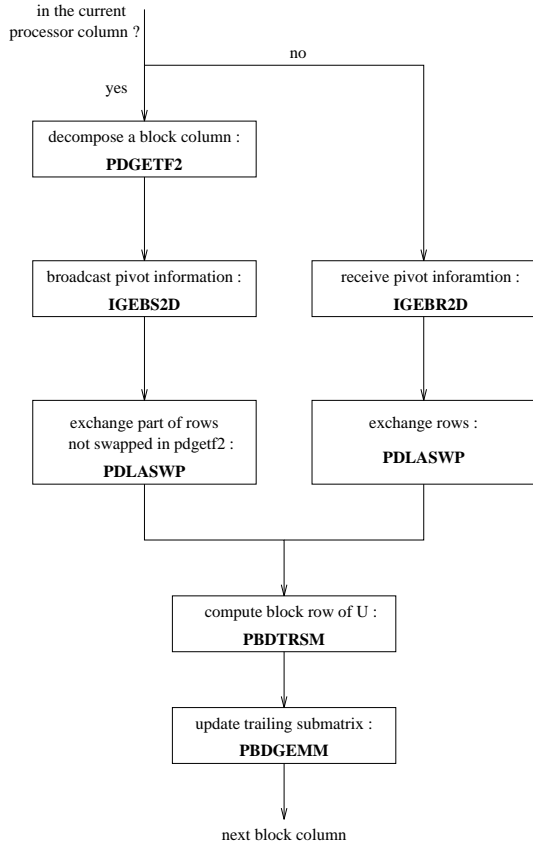 in the current
processor column ?
no
yes
decompose a block column :
PDGETF2
broadcast pivot information :
IGEBS2D
receive pivot inforamtion :
IGEBR2D
exchange part of rows
not swapped in pdgetf2 :
PDLASWP
exchange rows :
PDLASWP
compute block row of U :
PBDTRSM
update trailing submatrix :
PBDGEMM
next block column